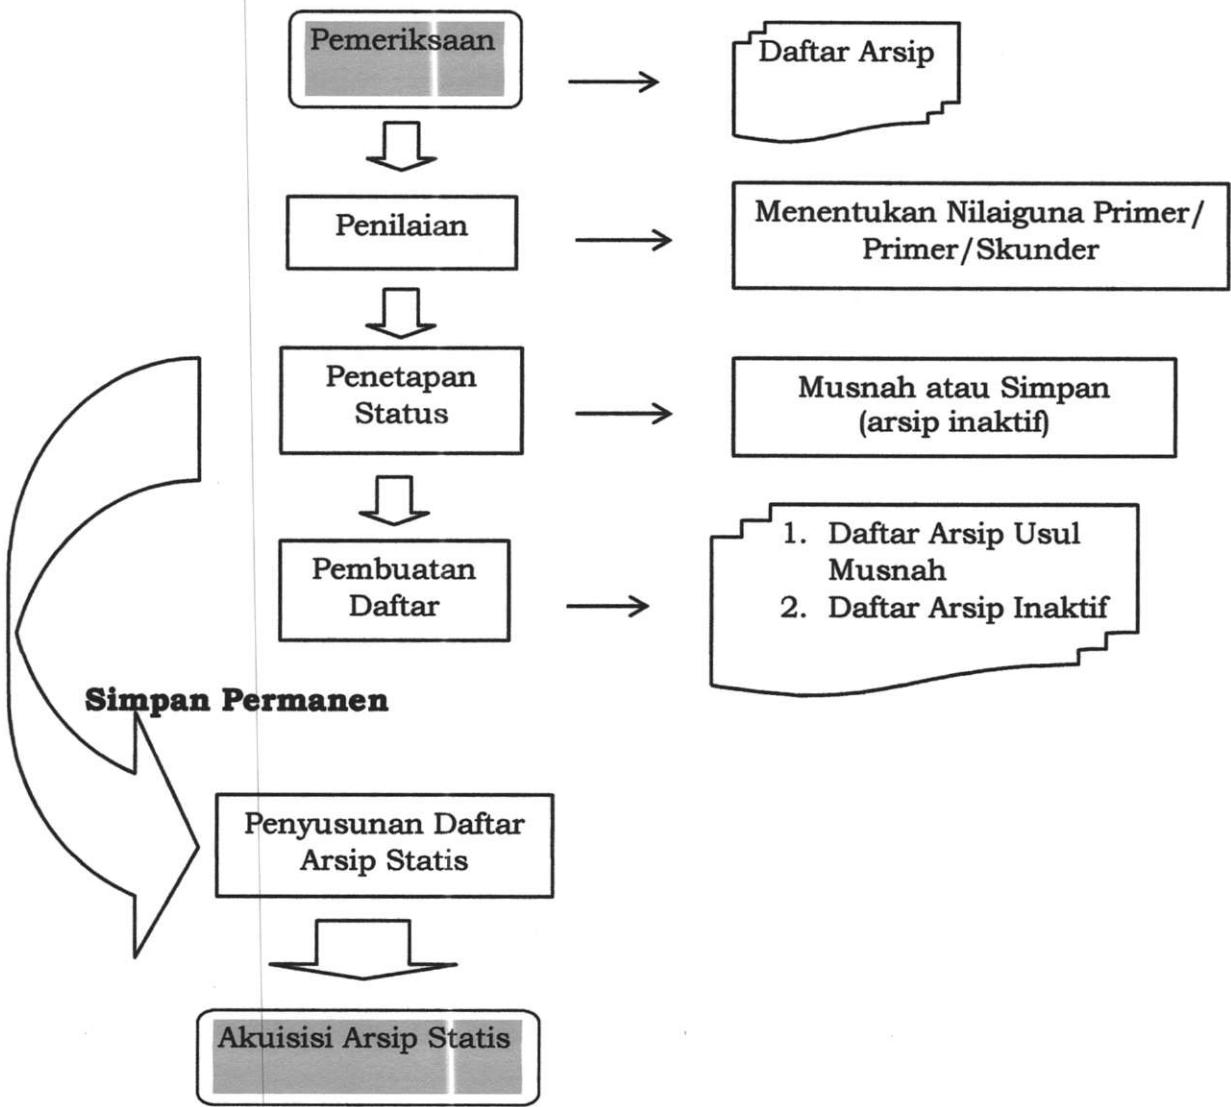 Pemeriksaan
Daftar Arsip
Penilaian
Menentukan Nilaiguna Primer/
Primer/Skunder
Penetapan
Status
Musnah atau Simpan
(arsip inaktif)
Pembuatan
Daftar
1. Daftar Arsip Usul
Musnah
2. Daftar Arsip Inaktif
Simpan Permanen
Penyusunan Daftar
Arsip Statis
Akuisisi Arsip Statis